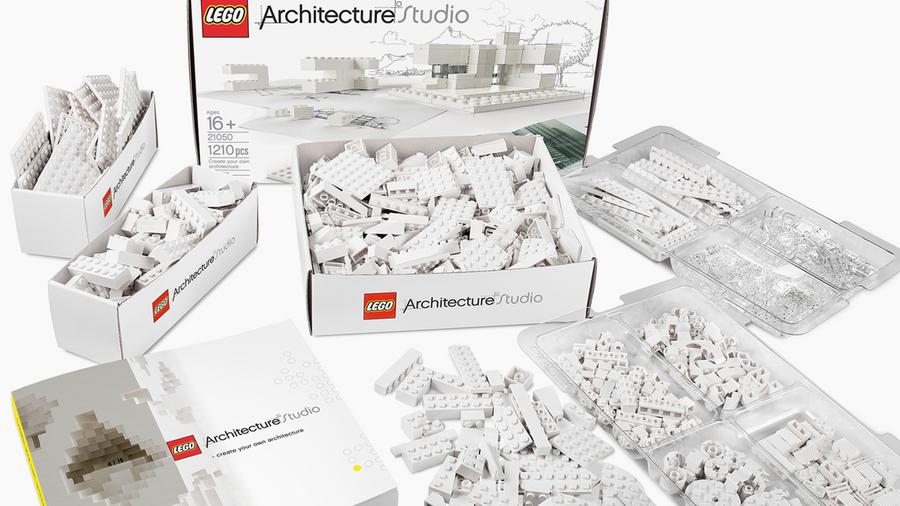 LEGO Architecture Studio
Ages
16+
21050
1210 pcs
Create your own
architecture
LEGO Architecture Studio
LEGO Architecture Studio
LEGO Architecture Studio
LEGO Architecture Studio
create your own architecture